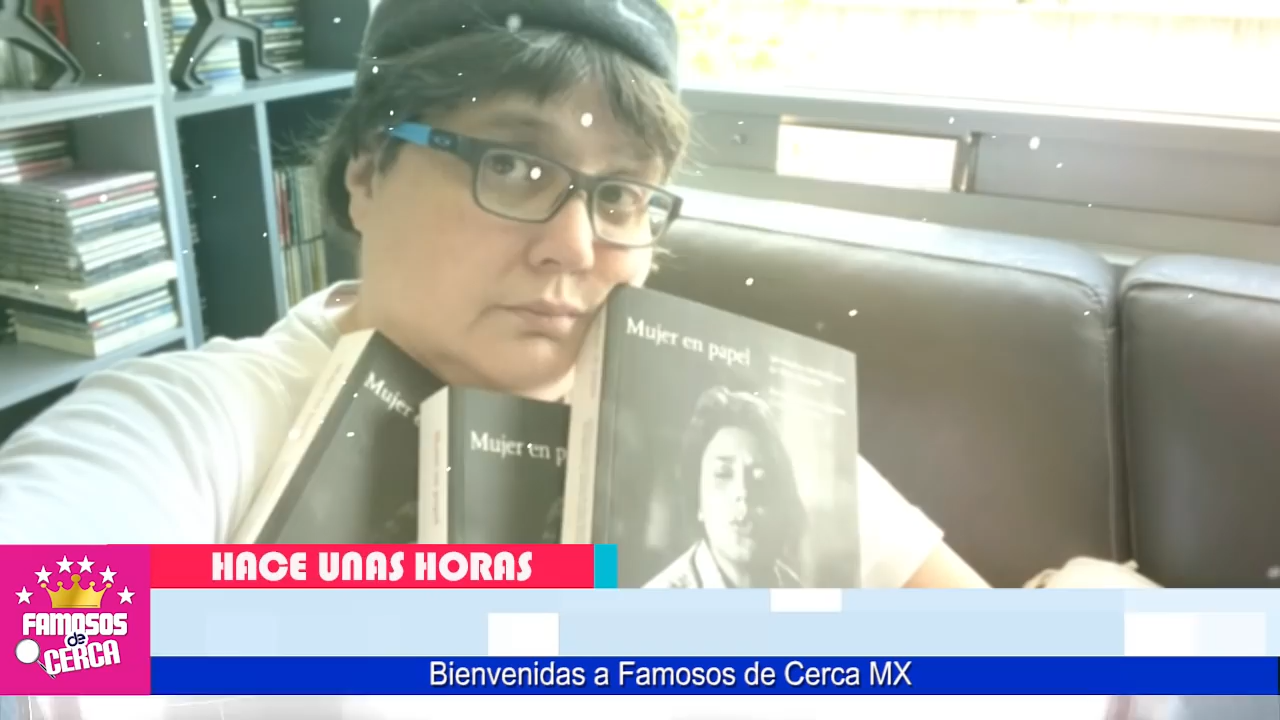 Mujer en papel
Mujer
Mujer en p
HACE UNAS HORAS
FAMOSOS
de
CERCA
Bienvenidas a Famosos de Cerca MX